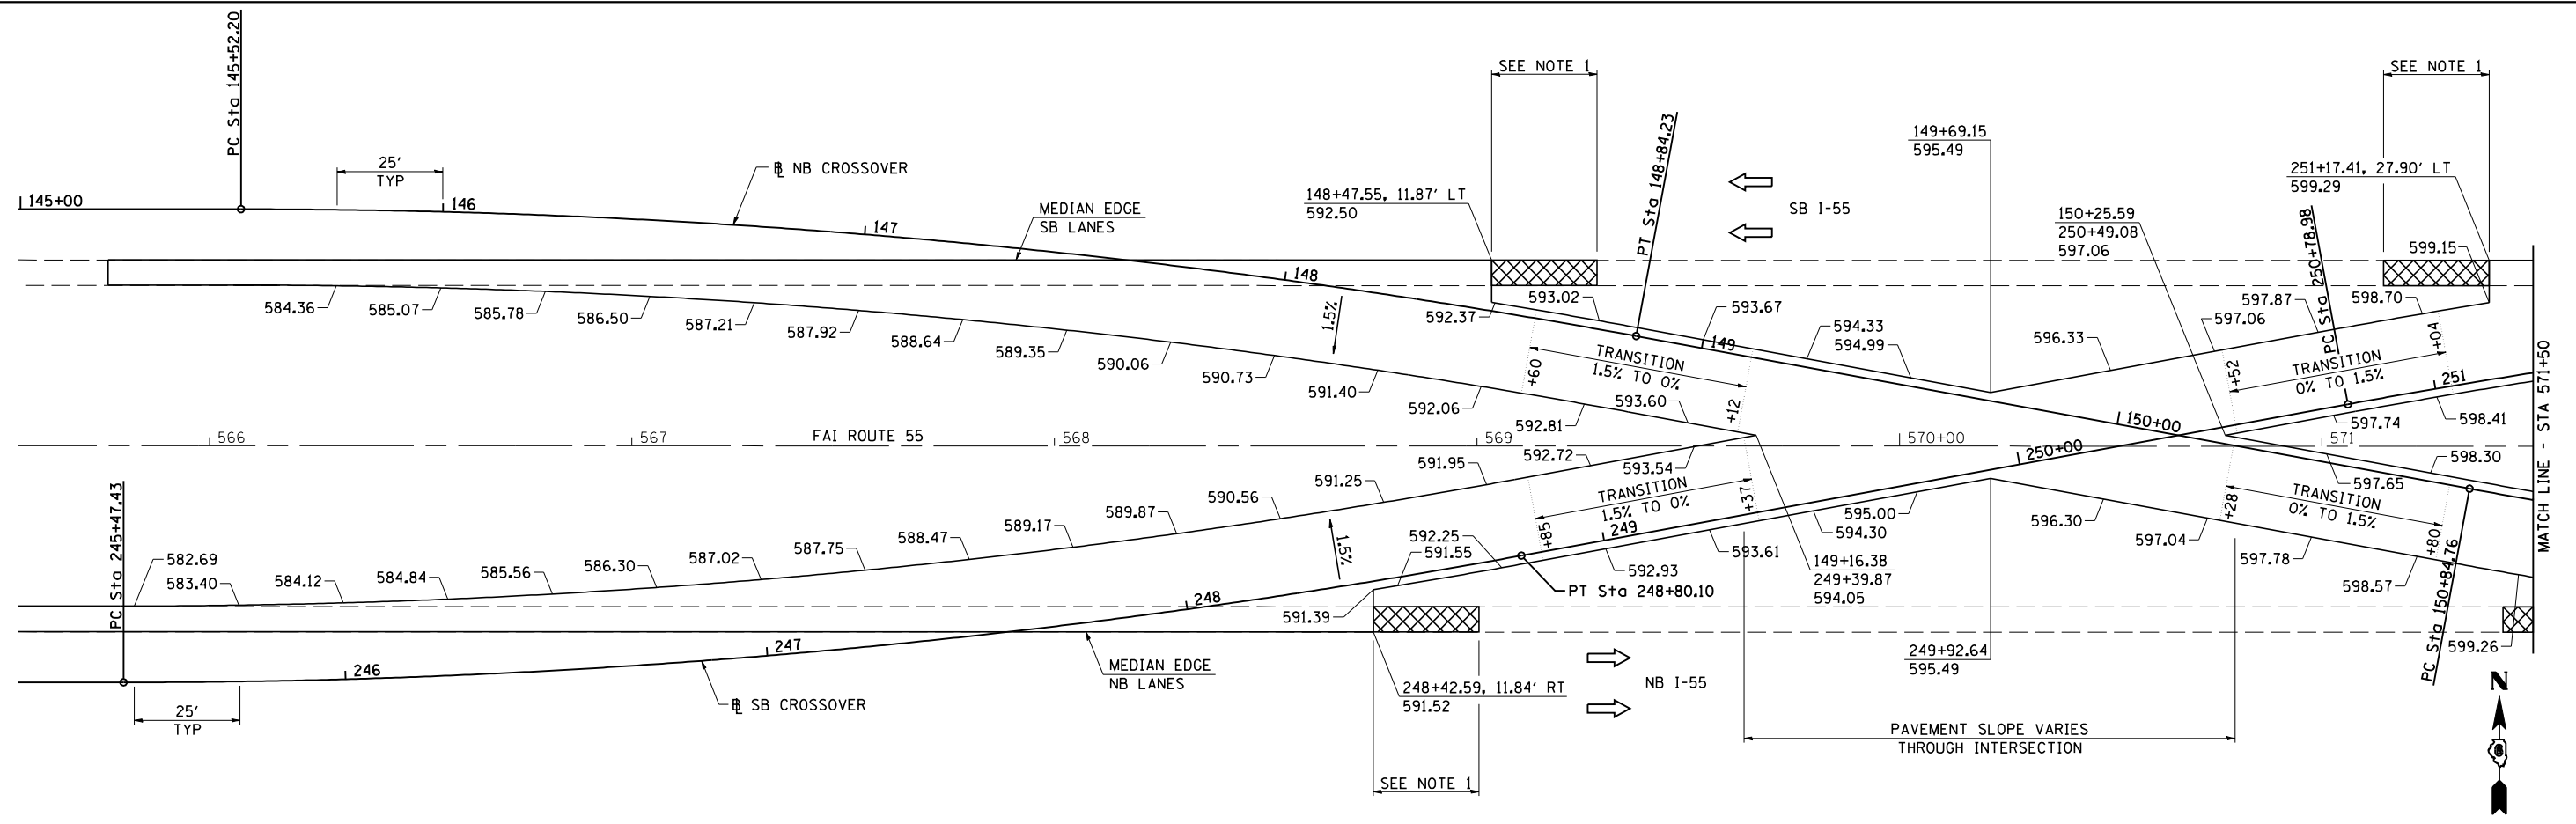 PC Sta 145+52.20
145+00
25'
TYP
146
℄ NB CROSSOVER
147
MEDIAN EDGE
SB LANES
148
148+47.55, 11.87' LT
592.50
SEE NOTE 1
PT Sta 148+84.23
SB I-55
149+69.15
595.49
150+25.59
250+49.08
597.06
PC Sta 250+78.98
251+17.41, 27.90' LT
599.29
SEE NOTE 1
599.15
584.36
585.07
585.78
586.50
587.21
587.92
588.64
589.35
590.06
590.73
591.40
592.06
592.81
593.60
1.5%
592.37
593.02
593.67
594.33
594.99
149
+60
TRANSITION
1.5% TO 0%
+12
596.33
597.06
597.87
598.70
+52
TRANSITION
0% TO 1.5%
+04
251
150+00
597.74
598.41
566
567
FAI ROUTE 55
568
569
570+00
571
MATCH LINE - STA 571+50
PC Sta 245+47.43
582.69
583.40
584.12
584.84
585.56
586.30
587.02
587.75
588.47
589.17
589.87
590.56
591.25
591.95
592.72
593.54
1.5%
+85
TRANSITION
1.5% TO 0%
+37
250+00
249
591.39
591.55
592.25
592.93
593.61
594.30
595.00
149+16.38
249+39.87
594.05
PT Sta 248+80.10
248
247
246
25'
TYP
℄ SB CROSSOVER
MEDIAN EDGE
NB LANES
248+42.59, 11.84' RT
591.52
SEE NOTE 1
NB I-55
249+92.64
595.49
PAVEMENT SLOPE VARIES
THROUGH INTERSECTION
596.30
597.04
597.78
598.57
+28
TRANSITION
0% TO 1.5%
+80
597.65
598.30
PC Sta 150+84.76
599.26
N